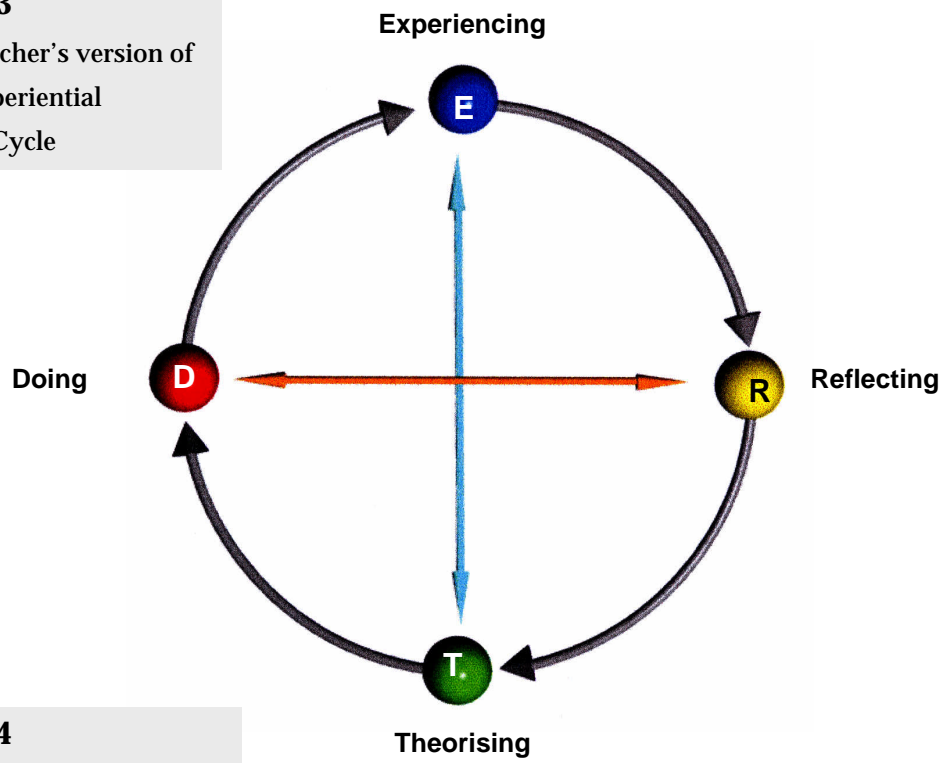 3
cher's version of
periential
Cycle
Experiencing
E
Doing
D
R
Reflecting
T
Theorising
4